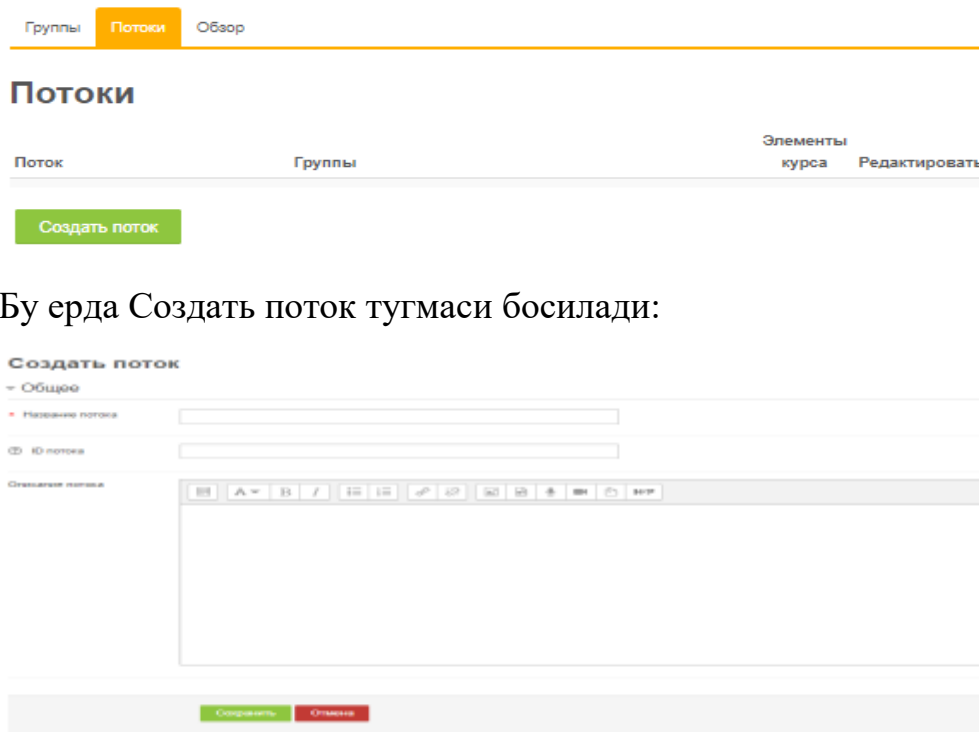 Группы Потоки Обзор
Потоки
Элементы
Поток Группы курса Редактировать
Создать поток
Бу ерда Создать поток тугмаси босилади:
Создать поток
Общее
* Название потока
ID потока
Описание потока
Сохранить Отмена